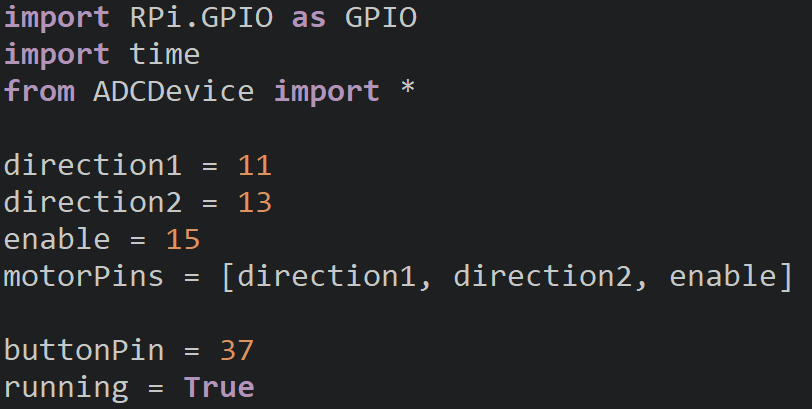 import RPi.GPIO as GPIO
import time
from ADCDevice import *
direction1 = 11
direction2 = 13
enable = 15
motorPins = [direction1, direction2, enable]
buttonPin = 37
running = True